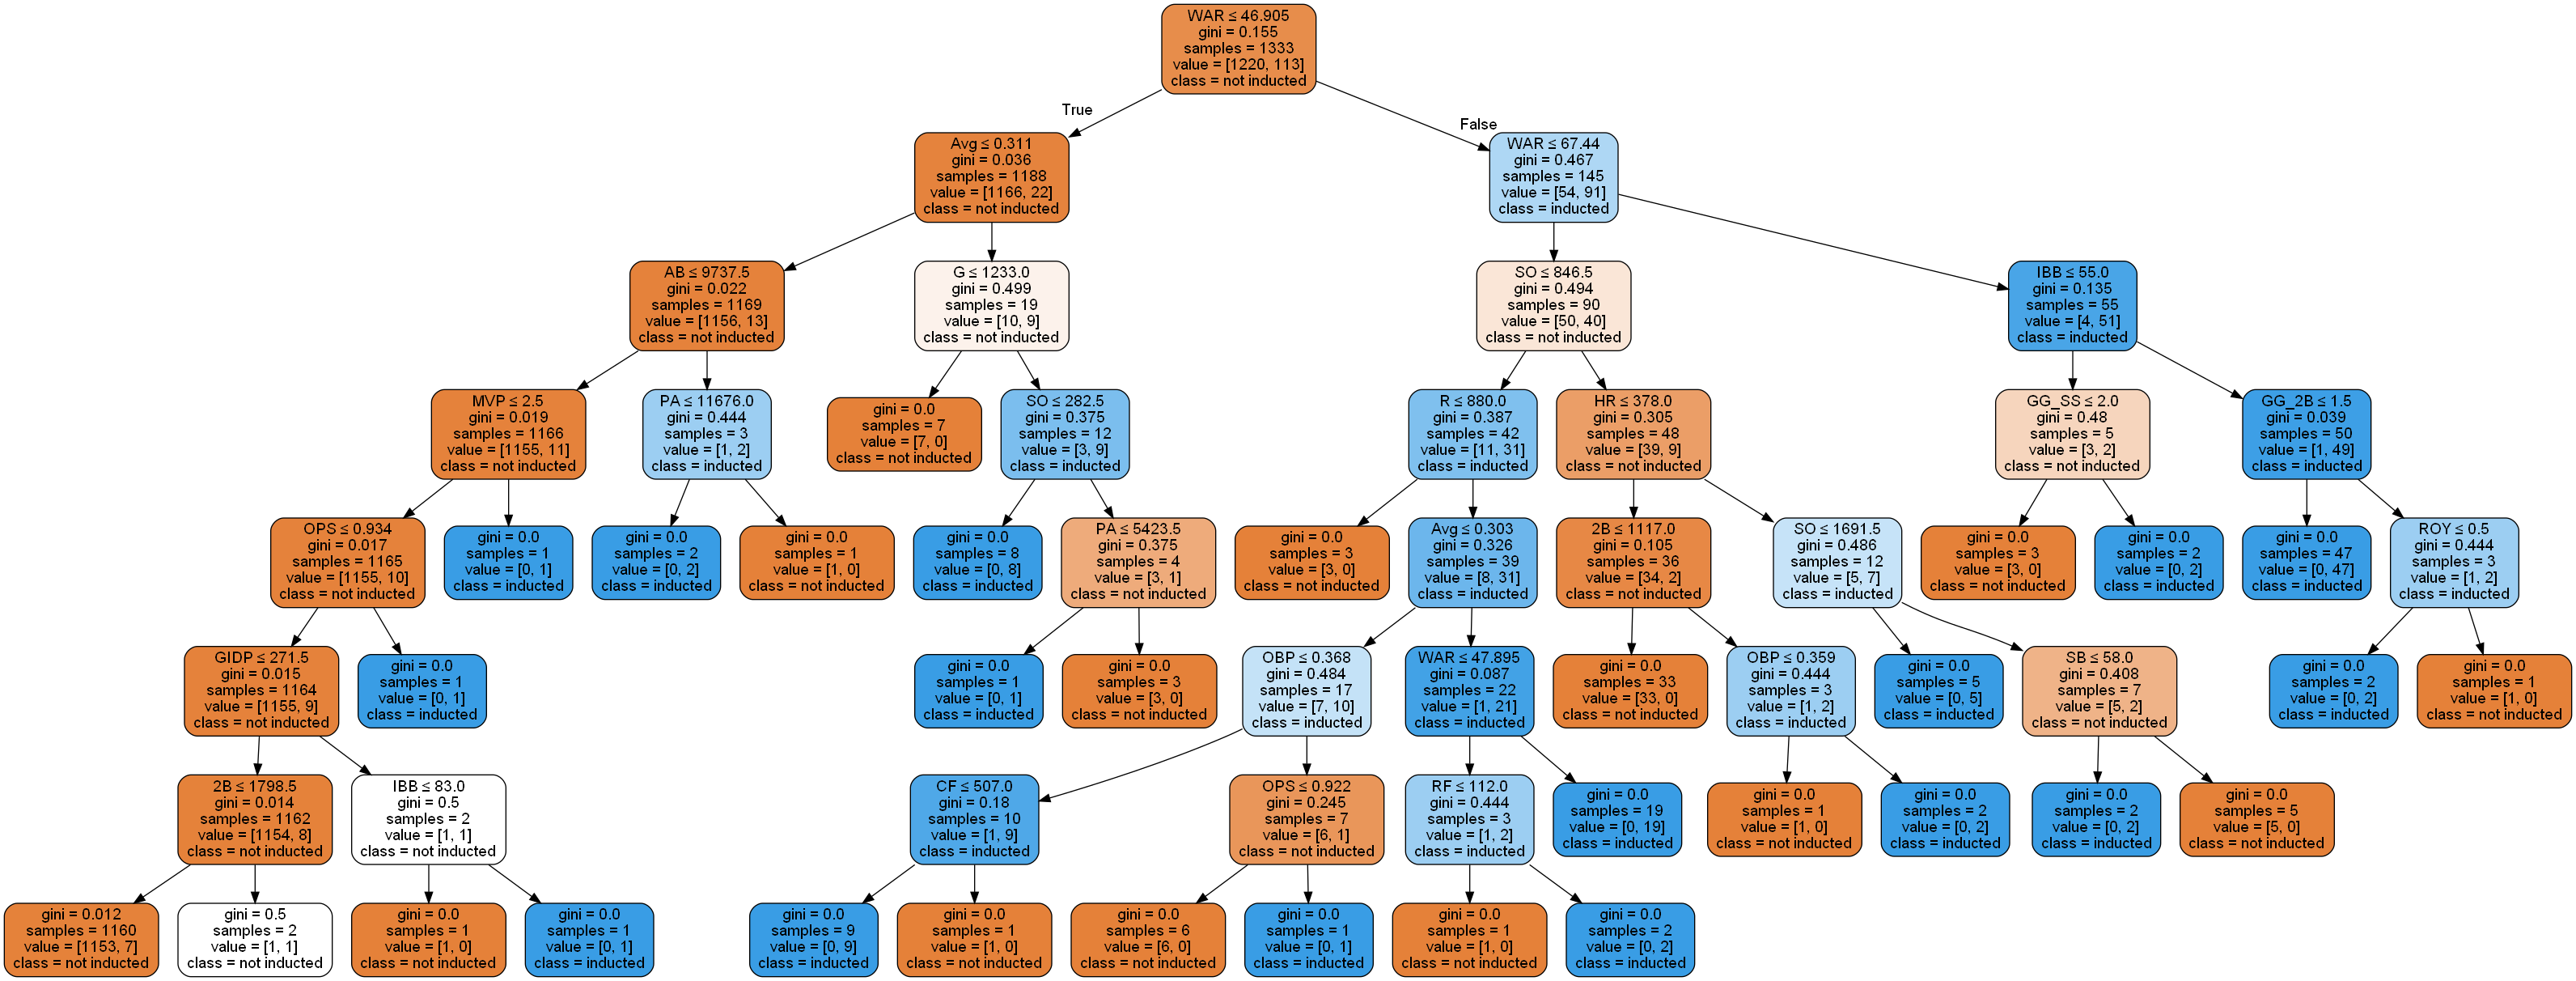 WAR ≤ 46.905
gini = 0.155
samples = 1333
value = [1220, 113]
class = not inducted
True
False
Avg ≤ 0.311
gini = 0.036
samples = 1188
value = [1166, 22]
class = not inducted
WAR ≤ 67.44
gini = 0.467
samples = 145
value = [54, 91]
class = inducted
AB ≤ 9737.5
gini = 0.022
samples = 1169
value = [1156, 13]
class = not inducted
G ≤ 1233.0
gini = 0.499
samples = 19
value = [10, 9]
class = not inducted
SO ≤ 846.5
gini = 0.494
samples = 90
value = [50, 40]
class = not inducted
IBB ≤ 55.0
gini = 0.135
samples = 55
value = [4, 51]
class = inducted
MVP ≤ 2.5
gini = 0.019
samples = 1166
value = [1155, 11]
class = not inducted
PA ≤ 11676.0
gini = 0.444
samples = 3
value = [1, 2]
class = inducted
gini = 0.0
samples = 7
value = [7, 0]
class = not inducted
SO ≤ 282.5
gini = 0.375
samples = 12
value = [3, 9]
class = inducted
R ≤ 880.0
gini = 0.387
samples = 42
value = [11, 31]
class = inducted
HR ≤ 378.0
gini = 0.305
samples = 48
value = [39, 9]
class = not inducted
GG_SS ≤ 2.0
gini = 0.48
samples = 5
value = [3, 2]
class = not inducted
GG_2B ≤ 1.5
gini = 0.039
samples = 50
value = [1, 49]
class = inducted
OPS ≤ 0.934
gini = 0.017
samples = 1165
value = [1155, 10]
class = not inducted
gini = 0.0
samples = 1
value = [0, 1]
class = inducted
gini = 0.0
samples = 2
value = [0, 2]
class = inducted
gini = 0.0
samples = 1
value = [1, 0]
class = not inducted
gini = 0.0
samples = 8
value = [0, 8]
class = inducted
PA ≤ 5423.5
gini = 0.375
samples = 4
value = [3, 1]
class = not inducted
gini = 0.0
samples = 3
value = [3, 0]
class = not inducted
Avg ≤ 0.303
gini = 0.326
samples = 39
value = [8, 31]
class = inducted
2B ≤ 1117.0
gini = 0.105
samples = 36
value = [34, 2]
class = not inducted
SO ≤ 1691.5
gini = 0.486
samples = 12
value = [5, 7]
class = inducted
gini = 0.0
samples = 3
value = [3, 0]
class = not inducted
gini = 0.0
samples = 2
value = [0, 2]
class = inducted
gini = 0.0
samples = 47
value = [0, 47]
class = inducted
ROY ≤ 0.5
gini = 0.444
samples = 3
value = [1, 2]
class = inducted
GIDP ≤ 271.5
gini = 0.015
samples = 1164
value = [1155, 9]
class = not inducted
gini = 0.0
samples = 1
value = [0, 1]
class = inducted
gini = 0.0
samples = 1
value = [0, 1]
class = inducted
gini = 0.0
samples = 3
value = [3, 0]
class = not inducted
OBP ≤ 0.368
gini = 0.484
samples = 17
value = [7, 10]
class = inducted
WAR ≤ 47.895
gini = 0.087
samples = 22
value = [1, 21]
class = inducted
gini = 0.0
samples = 33
value = [33, 0]
class = not inducted
OBP ≤ 0.359
gini = 0.444
samples = 3
value = [1, 2]
class = inducted
gini = 0.0
samples = 5
value = [0, 5]
class = inducted
SB ≤ 58.0
gini = 0.408
samples = 7
value = [5, 2]
class = not inducted
gini = 0.0
samples = 2
value = [0, 2]
class = inducted
gini = 0.0
samples = 1
value = [1, 0]
class = not inducted
2B ≤ 1798.5
gini = 0.014
samples = 1162
value = [1154, 8]
class = not inducted
IBB ≤ 83.0
gini = 0.5
samples = 2
value = [1, 1]
class = not inducted
CF ≤ 507.0
gini = 0.18
samples = 10
value = [1, 9]
class = inducted
OPS ≤ 0.922
gini = 0.245
samples = 7
value = [6, 1]
class = not inducted
RF ≤ 112.0
gini = 0.444
samples = 3
value = [1, 2]
class = inducted
gini = 0.0
samples = 19
value = [0, 19]
class = inducted
gini = 0.0
samples = 1
value = [1, 0]
class = not inducted
gini = 0.0
samples = 2
value = [0, 2]
class = inducted
gini = 0.0
samples = 2
value = [0, 2]
class = inducted
gini = 0.0
samples = 5
value = [5, 0]
class = not inducted
gini = 0.012
samples = 1160
value = [1153, 7]
class = not inducted
gini = 0.5
samples = 2
value = [1, 1]
class = not inducted
gini = 0.0
samples = 1
value = [1, 0]
class = not inducted
gini = 0.0
samples = 1
value = [0, 1]
class = inducted
gini = 0.0
samples = 9
value = [0, 9]
class = inducted
gini = 0.0
samples = 1
value = [1, 0]
class = not inducted
gini = 0.0
samples = 6
value = [6, 0]
class = not inducted
gini = 0.0
samples = 1
value = [0, 1]
class = inducted
gini = 0.0
samples = 1
value = [1, 0]
class = not inducted
gini = 0.0
samples = 2
value = [0, 2]
class = inducted